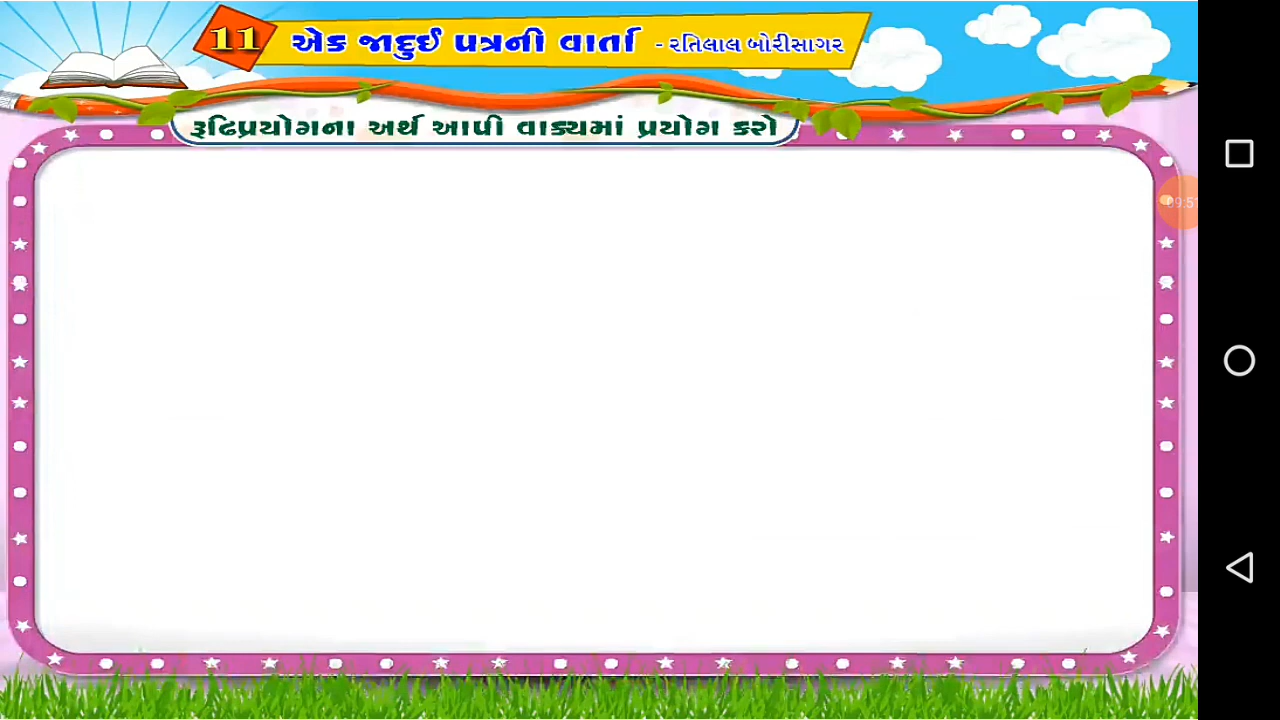 11 એક જાદુઈ પત્રની વાર્તા - રતિલાલ બોરીસાગર
રૂઢિપ્રયોગના અર્થ આપી વાક્યમાં પ્રયોગ કરો